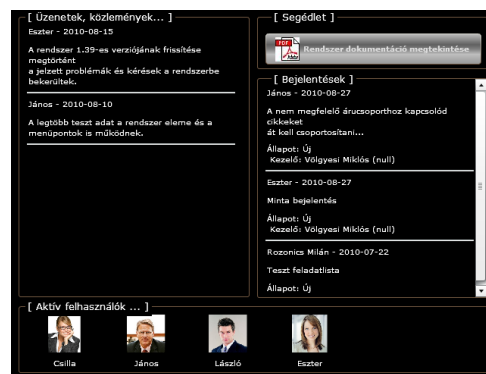 [ Üzenetek, közlemények... ]
Eszter - 2010-08-15
A rendszer 1.39-es verziójának frissítése
megtörtént
a jelzett problémák és kérések a rendszerbe
bekerültek.
János - 2010-08-10
A legtöbb teszt adat a rendszer eleme és a
menüpontok is működnek.
[ Segédlet ]
PDF
Rendszer dokumentáció megtekintése
[ Bejelentések ]
János - 2010-08-27
A nem megfelelő árucsoporthoz kapcsolód
cikkeket
át kell csoportosítani...
Állapot: Új
Kezelő: Völgyesi Miklós (null)
Eszter - 2010-08-27
Minta bejelentés
Állapot: Új
Kezelő: Völgyesi Miklós (null)
Rozonics Milán - 2010-07-22
Teszt feladatlista
Állapot: Új
[ Aktív felhasználók ... ]
Csilla
János
László
Eszter